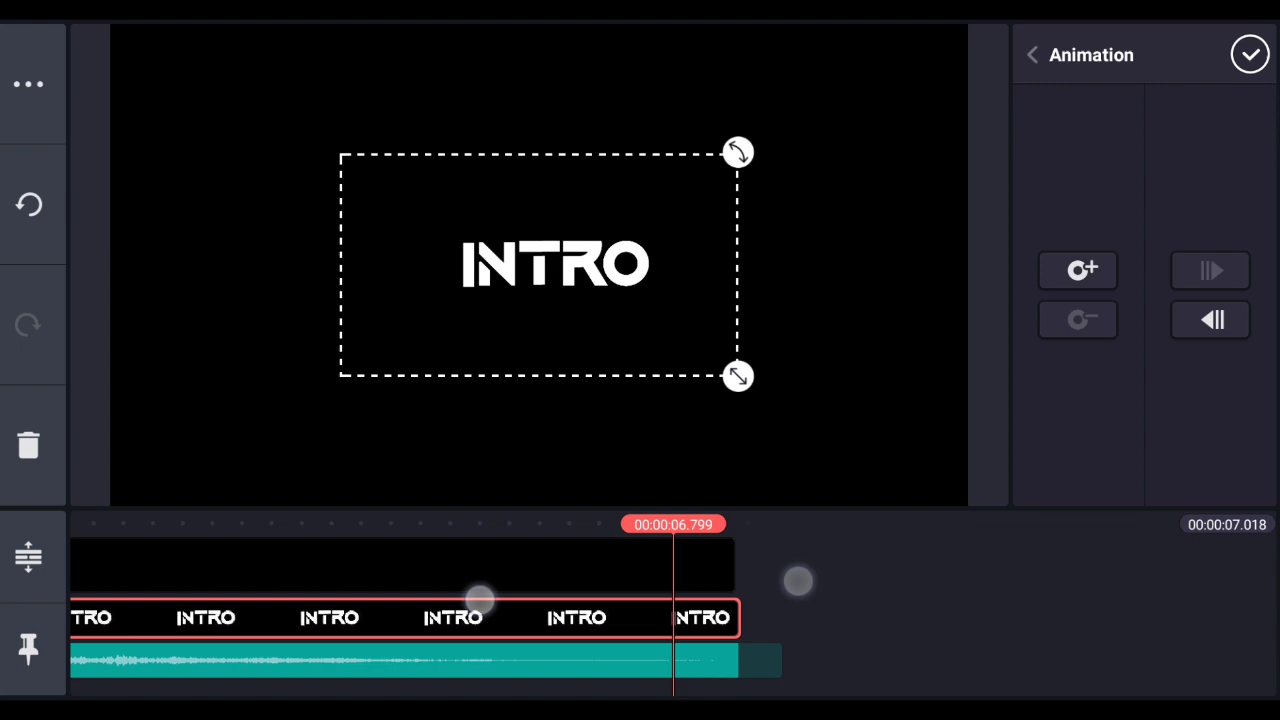 Animation
INTRO
00:00:06.799
00:00:07.018
TRO INTRO INTRO INTRO INTRO INTRO